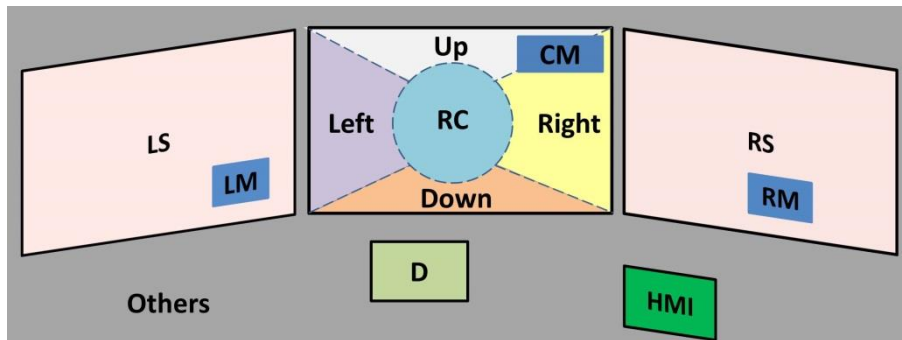 Up
CM
LS
Left
RC
Right
RS
LM
RM
Down
D
Others
HMI